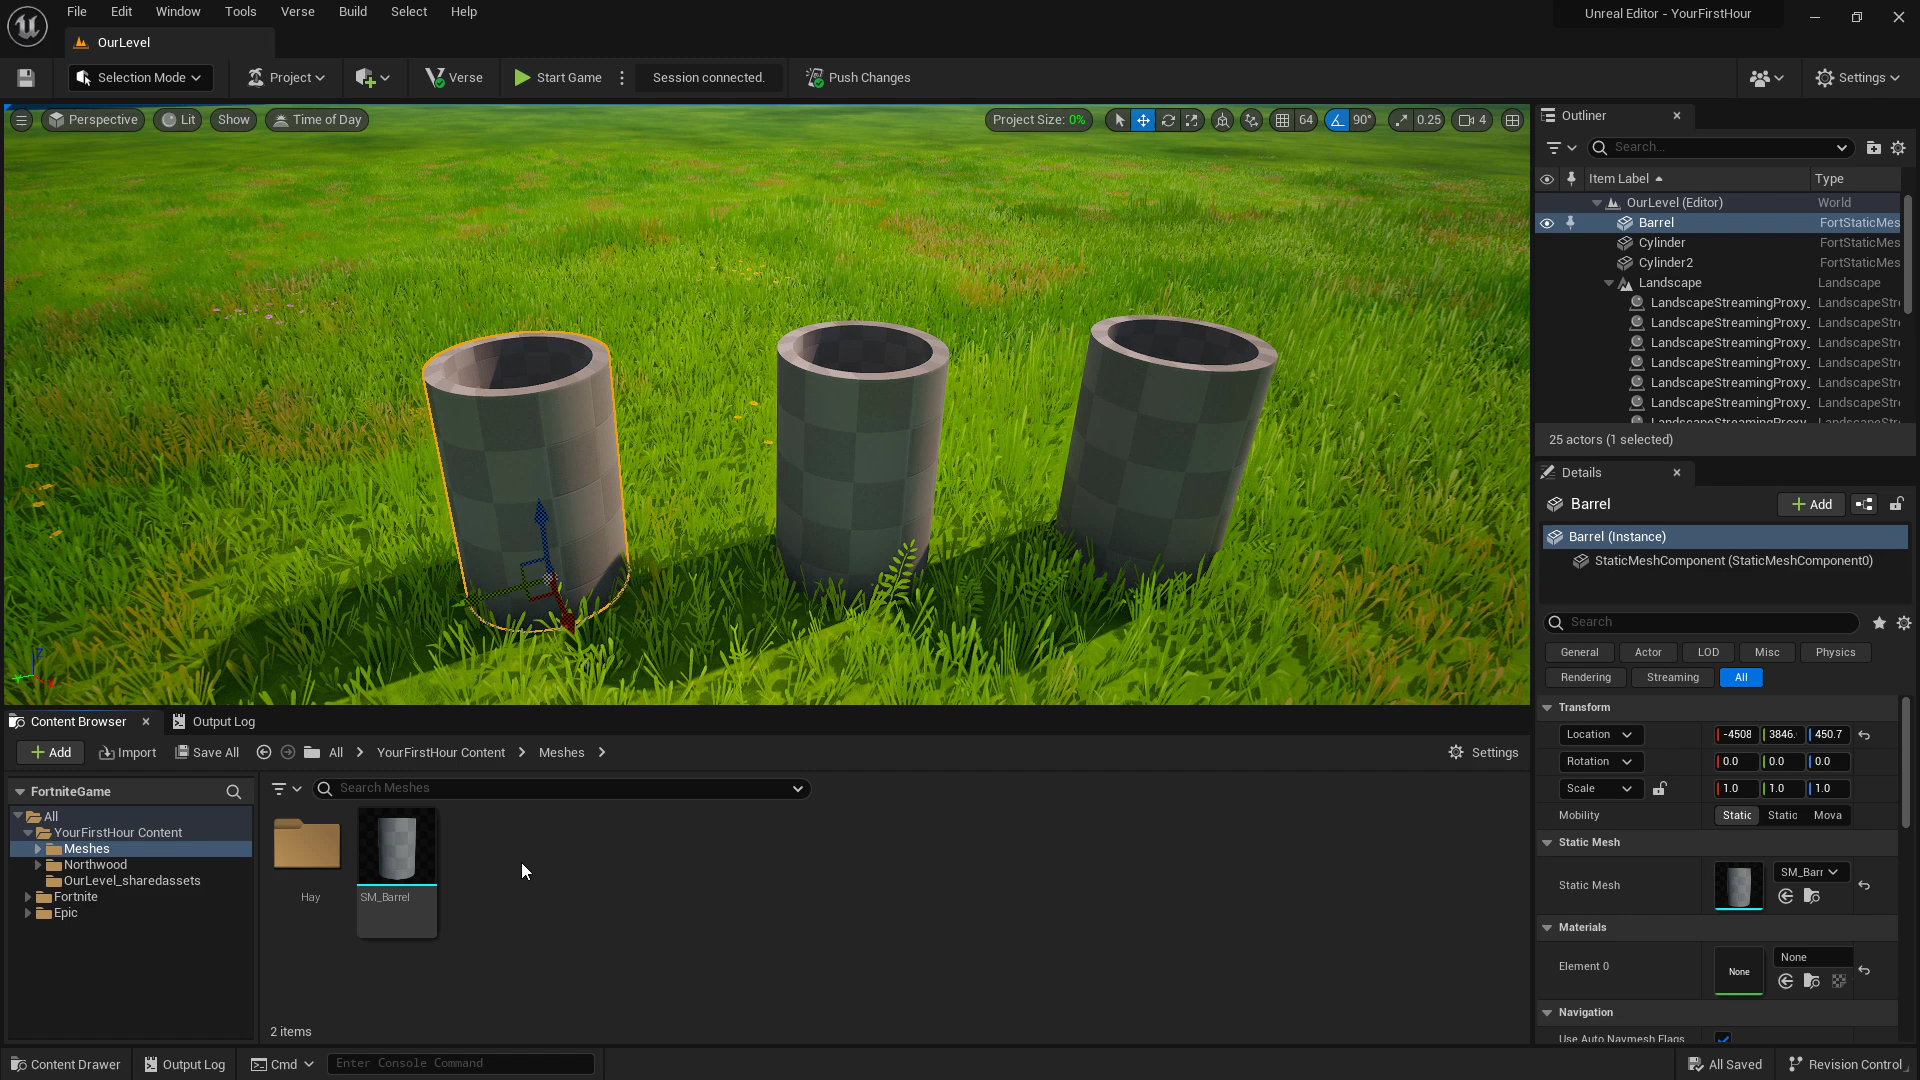 File Edit Window Tools Verse Build Select Help
Unreal Editor - YourFirstHour
OurLevel
Selection Mode Project Verse Start Game Session connected. Push Changes Settings
Perspective Lit Show Time of Day Project Size: 0% 64 90° 0.25 4
Outliner
Search...
Item Label Type
OurLevel (Editor) World
Barrel FortStaticMes
Cylinder FortStaticMes
Cylinder2 FortStaticMes
Landscape Landscape
LandscapeStreamingProxy_ LandscapeStr
LandscapeStreamingProxy_ LandscapeStr
LandscapeStreamingProxy_ LandscapeStr
LandscapeStreamingProxy_ LandscapeStr
LandscapeStreamingProxy_ LandscapeStr
LandscapeStreamingProxy_ LandscapeStr
25 actors (1 selected)
Details
Barrel Add
Barrel (Instance)
StaticMeshComponent (StaticMeshComponent0)
Search
General Actor LOD Misc Physics
Rendering Streaming All
Transform
Location -4508 3846. 450.7
Rotation 0.0 0.0 0.0
Scale 1.0 1.0 1.0
Mobility Static Static Mova
Static Mesh
Static Mesh SM_Barr
Materials
Element 0 None None
Navigation
Use Auto Navmesh Flags
Content Browser Output Log
Add Import Save All All YourFirstHour Content Meshes Settings
FortniteGame
All
YourFirstHour Content
Meshes
Northwood
OurLevel_sharedassets
Fortnite
Epic
Search Meshes
Hay SM_Barrel
2 items
Content Drawer Output Log Cmd Enter Console Command All Saved Revision Control
Z